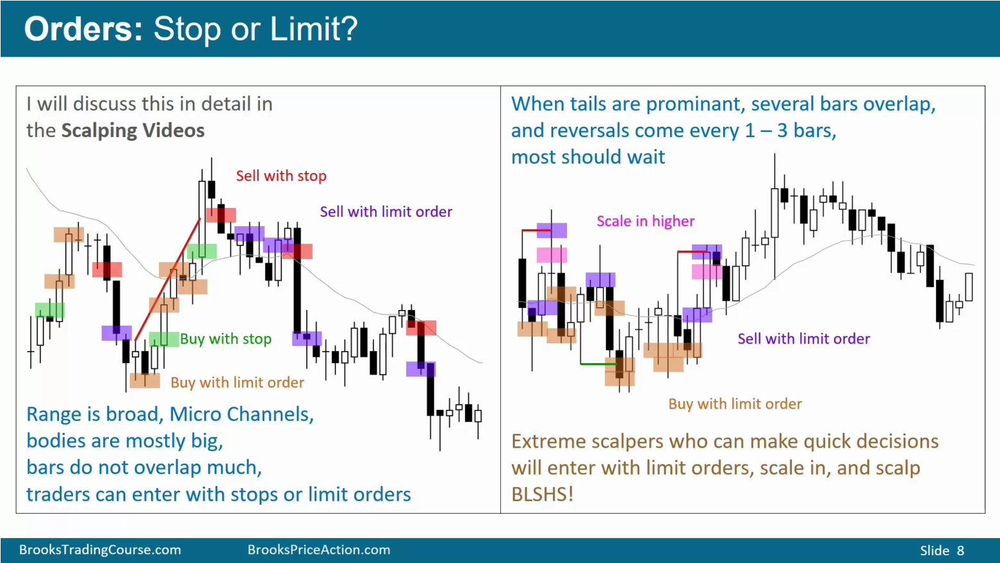 Orders: Stop or Limit?
I will discuss this in detail in
the Scalping Videos
Sell with stop
Sell with limit order
Buy with stop
Buy with limit order
Range is broad, Micro Channels,
bodies are mostly big,
bars do not overlap much,
traders can enter with stops or limit orders
When tails are prominant, several bars overlap,
and reversals come every 1 – 3 bars,
most should wait
Scale in higher
Sell with limit order
Buy with limit order
Extreme scalpers who can make quick decisions
will enter with limit orders, scale in, and scalp
BLSHS!
BrooksTradingCourse.com
BrooksPriceAction.com
Slide 8